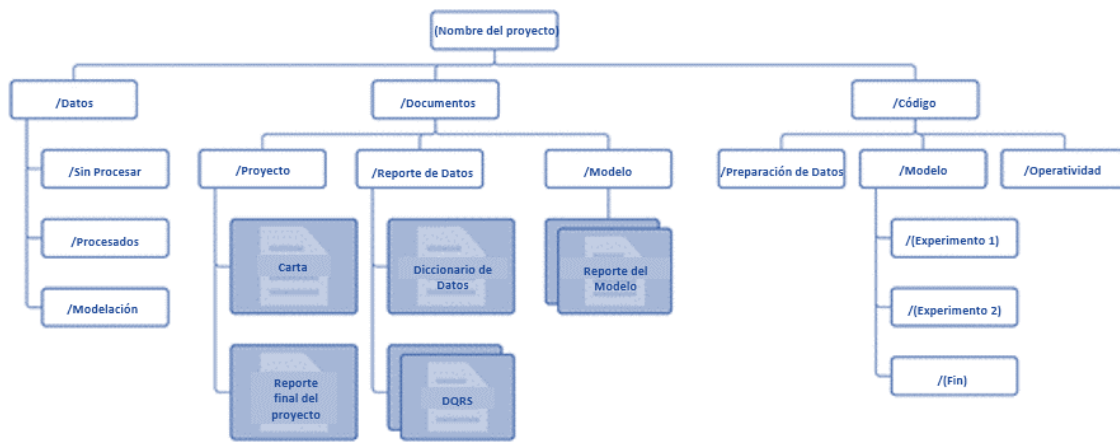 (Nombre del proyecto)
/Datos
/Documentos
/Código
/Sin Procesar
/Proyecto
/Reporte de Datos
/Modelo
/Preparación de Datos
/Modelo
/Operatividad
/Procesados
Carta
Diccionario de
Datos
Reporte del
Modelo
/(Experimento 1)
/Modelación
/(Experimento 2)
Reporte
final del
proyecto
DQRS
/(Fin)